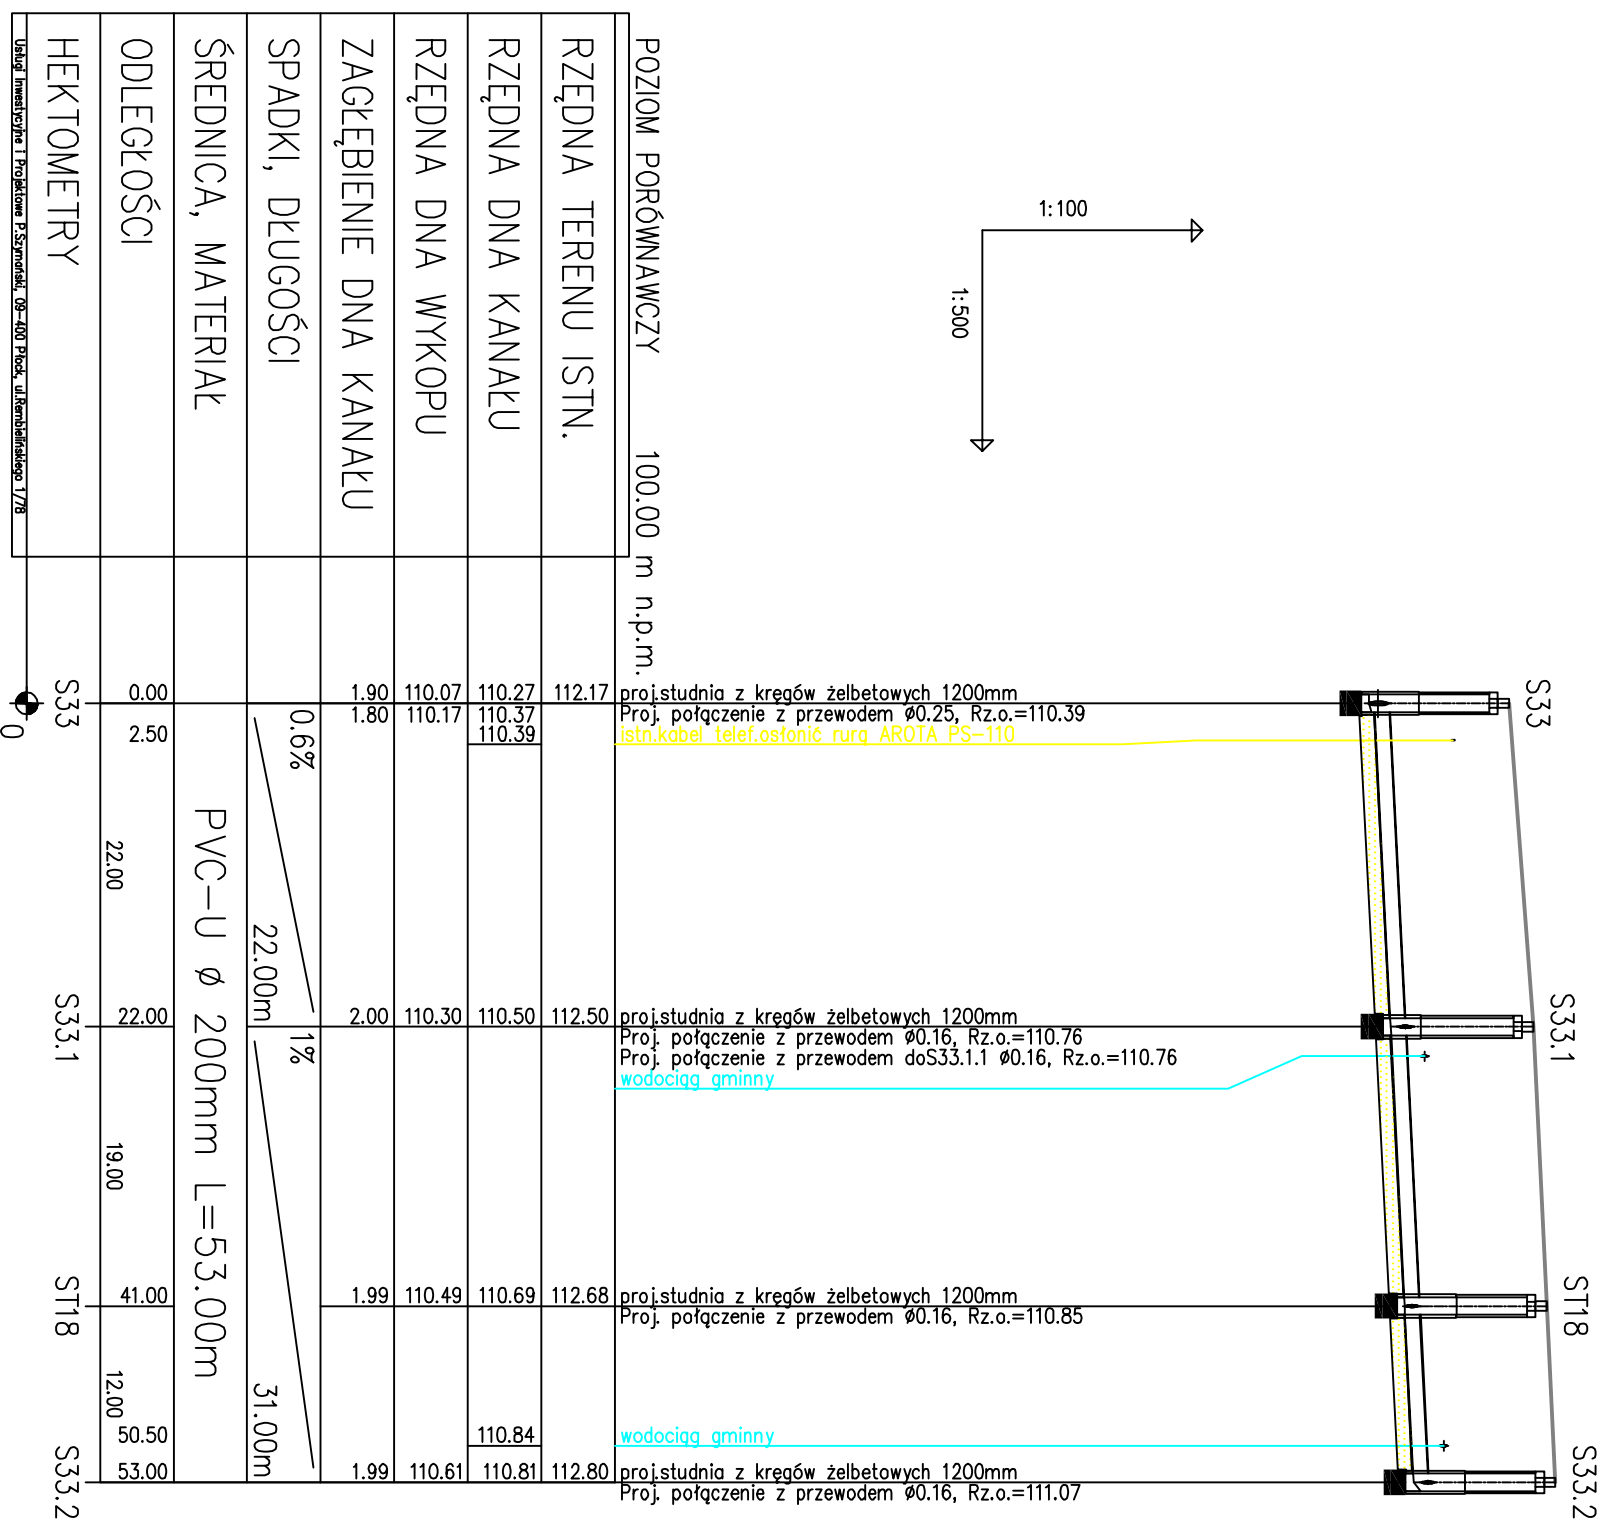 S33
S33.1
ST18
S33.2
1:100
1:500
POZIOM PORÓWNAWCZY 100.00 m n.p.m.
proj.studnia z kręgów żelbetowych 1200mm
Proj. połączenie z przewodem Ø0.25, Rz.o.=110.39
istn.kabel telef.osłonić rurą AROTA PS-110
proj.studnia z kręgów żelbetowych 1200mm
Proj. połączenie z przewodem Ø0.16, Rz.o.=110.76
Proj. połączenie z przewodem doS33.1.1 Ø0.16, Rz.o.=110.76
wodociąg gminny
proj.studnia z kręgów żelbetowych 1200mm
Proj. połączenie z przewodem Ø0.16, Rz.o.=110.85
wodociąg gminny
proj.studnia z kręgów żelbetowych 1200mm
Proj. połączenie z przewodem Ø0.16, Rz.o.=111.07
RZĘDNA TERENU ISTN.
112.17
112.50
112.68
112.80
RZĘDNA DNA KANAŁU
110.27
110.37
110.39
110.50
110.69
110.84
110.81
RZĘDNA DNA WYKOPU
110.07
110.17
110.30
110.49
110.61
ZAGŁĘBIENIE DNA KANAŁU
1.90
1.80
2.00
1.99
1.99
SPADKI, DŁUGOŚCI
0.6%
22.00m
1%
31.00m
ŚREDNICA, MATERIAŁ
PVC-U Ø 200mm L=53.00m
ODLEGŁOŚCI
0.00
2.50
22.00
22.00
19.00
41.00
12.00
50.50
53.00
HEKTOMETRY
S33
S33.1
ST18
S33.2
0
Usługi Inwestycyjne i Projektowe P.Szymański, 09-400 Płock, ul.Rembielińskiego 1/78